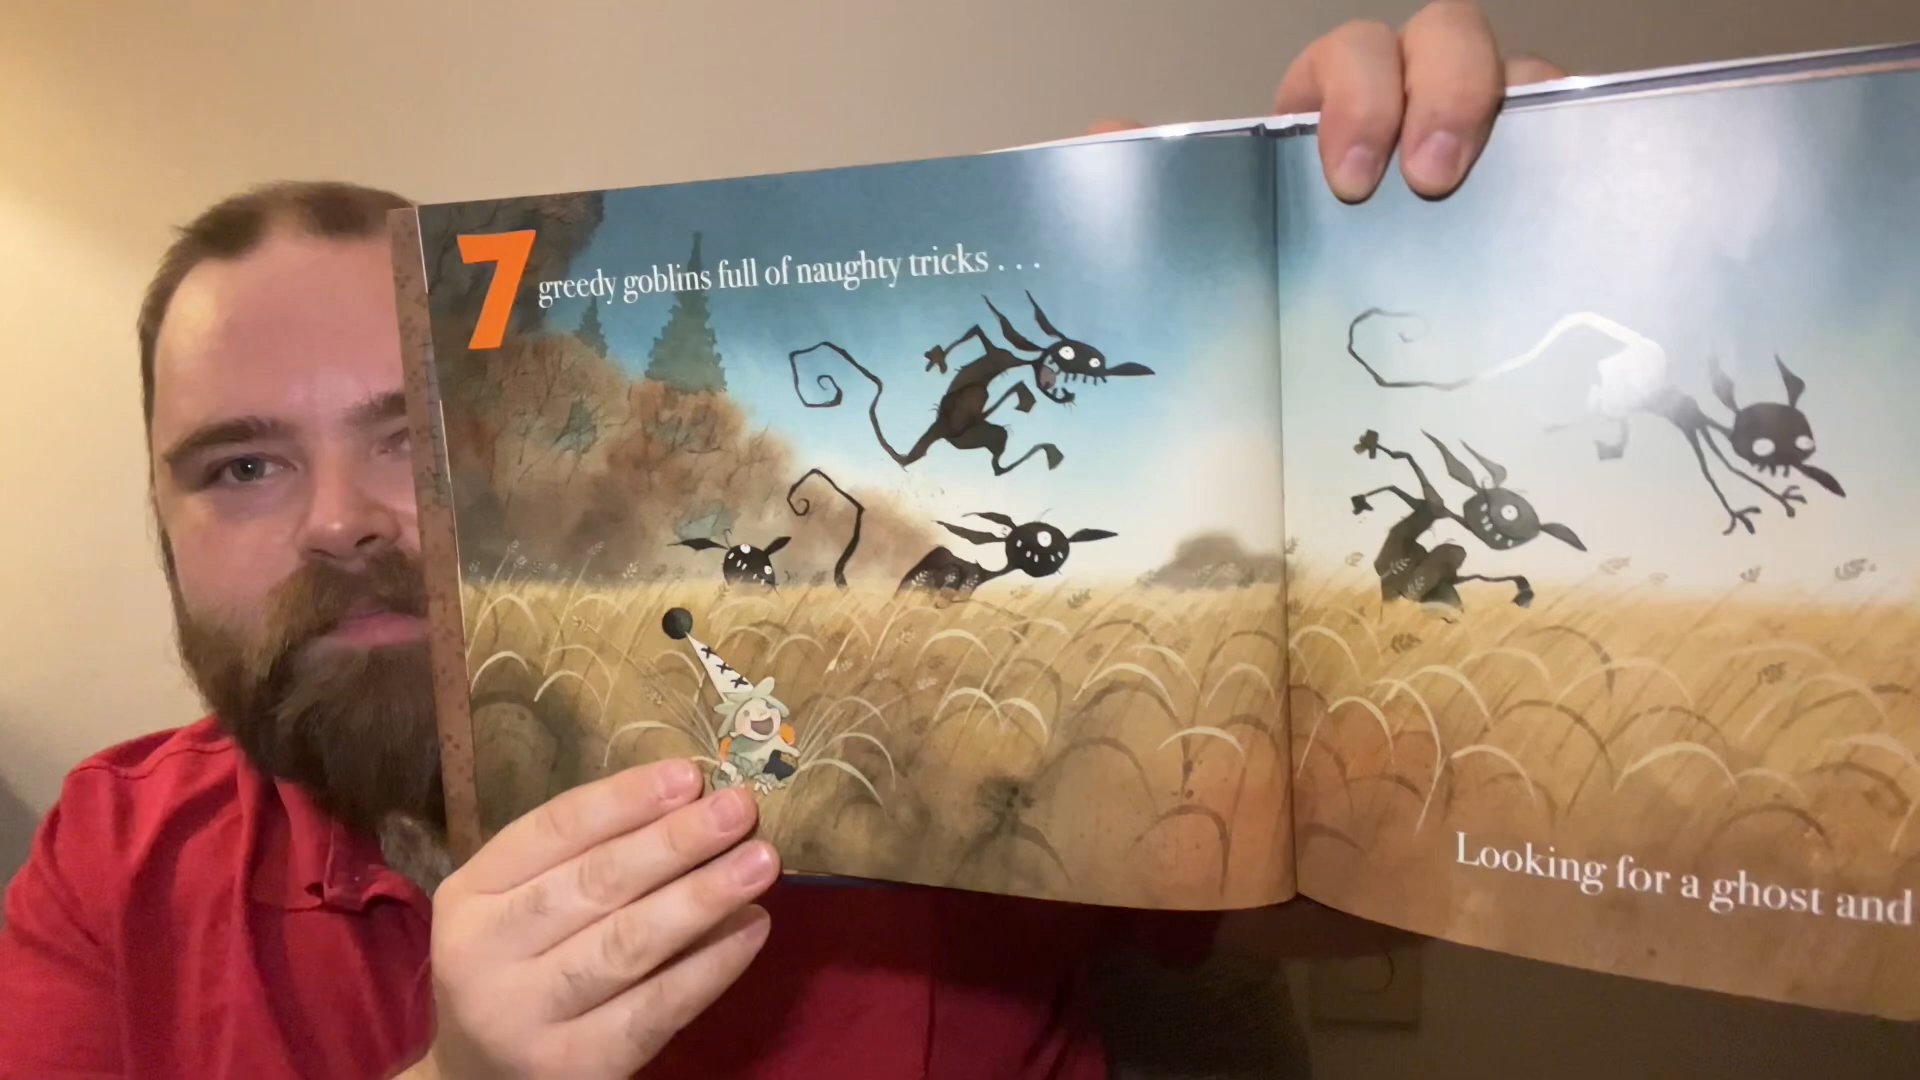 7 greedy goblins full of naughty tricks . . .
Looking for a ghost and